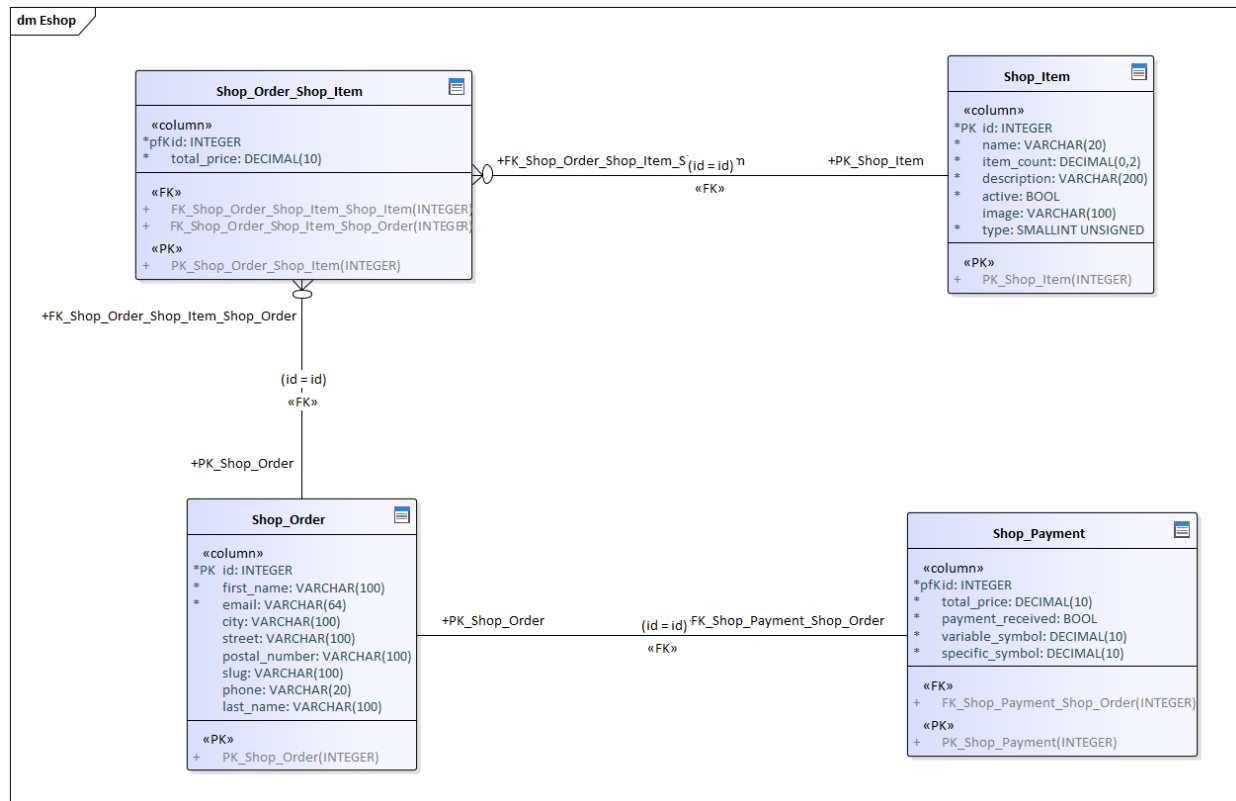 dm Eshop
Shop_Order_Shop_Item
«column»
*pfK id: INTEGER
* total_price: DECIMAL(10)
«FK»
+ FK_Shop_Order_Shop_Item_Shop_Item(INTEGER)
+ FK_Shop_Order_Shop_Item_Shop_Order(INTEGER)
«PK»
+ PK_Shop_Order_Shop_Item(INTEGER)
+FK_Shop_Order_Shop_Item_S
m
(id = id)
«FK»
+PK_Shop_Item
Shop_Item
«column»
*PK id: INTEGER
* name: VARCHAR(20)
* item_count: DECIMAL(0,2)
* description: VARCHAR(200)
* active: BOOL
image: VARCHAR(100)
* type: SMALLINT UNSIGNED
«PK»
+ PK_Shop_Item(INTEGER)
+FK_Shop_Order_Shop_Item_Shop_Order
(id = id)
«FK»
+PK_Shop_Order
Shop_Order
«column»
*PK id: INTEGER
* first_name: VARCHAR(100)
* email: VARCHAR(64)
city: VARCHAR(100)
street: VARCHAR(100)
postal_number: VARCHAR(100)
slug: VARCHAR(100)
phone: VARCHAR(20)
last_name: VARCHAR(100)
«PK»
+ PK_Shop_Order(INTEGER)
+PK_Shop_Order
(id = id)
FK_Shop_Payment_Shop_Order
«FK»
Shop_Payment
«column»
*pfK id: INTEGER
* total_price: DECIMAL(10)
* payment_received: BOOL
* variable_symbol: DECIMAL(10)
* specific_symbol: DECIMAL(10)
«FK»
+ FK_Shop_Payment_Shop_Order(INTEGER)
«PK»
+ PK_Shop_Payment(INTEGER)